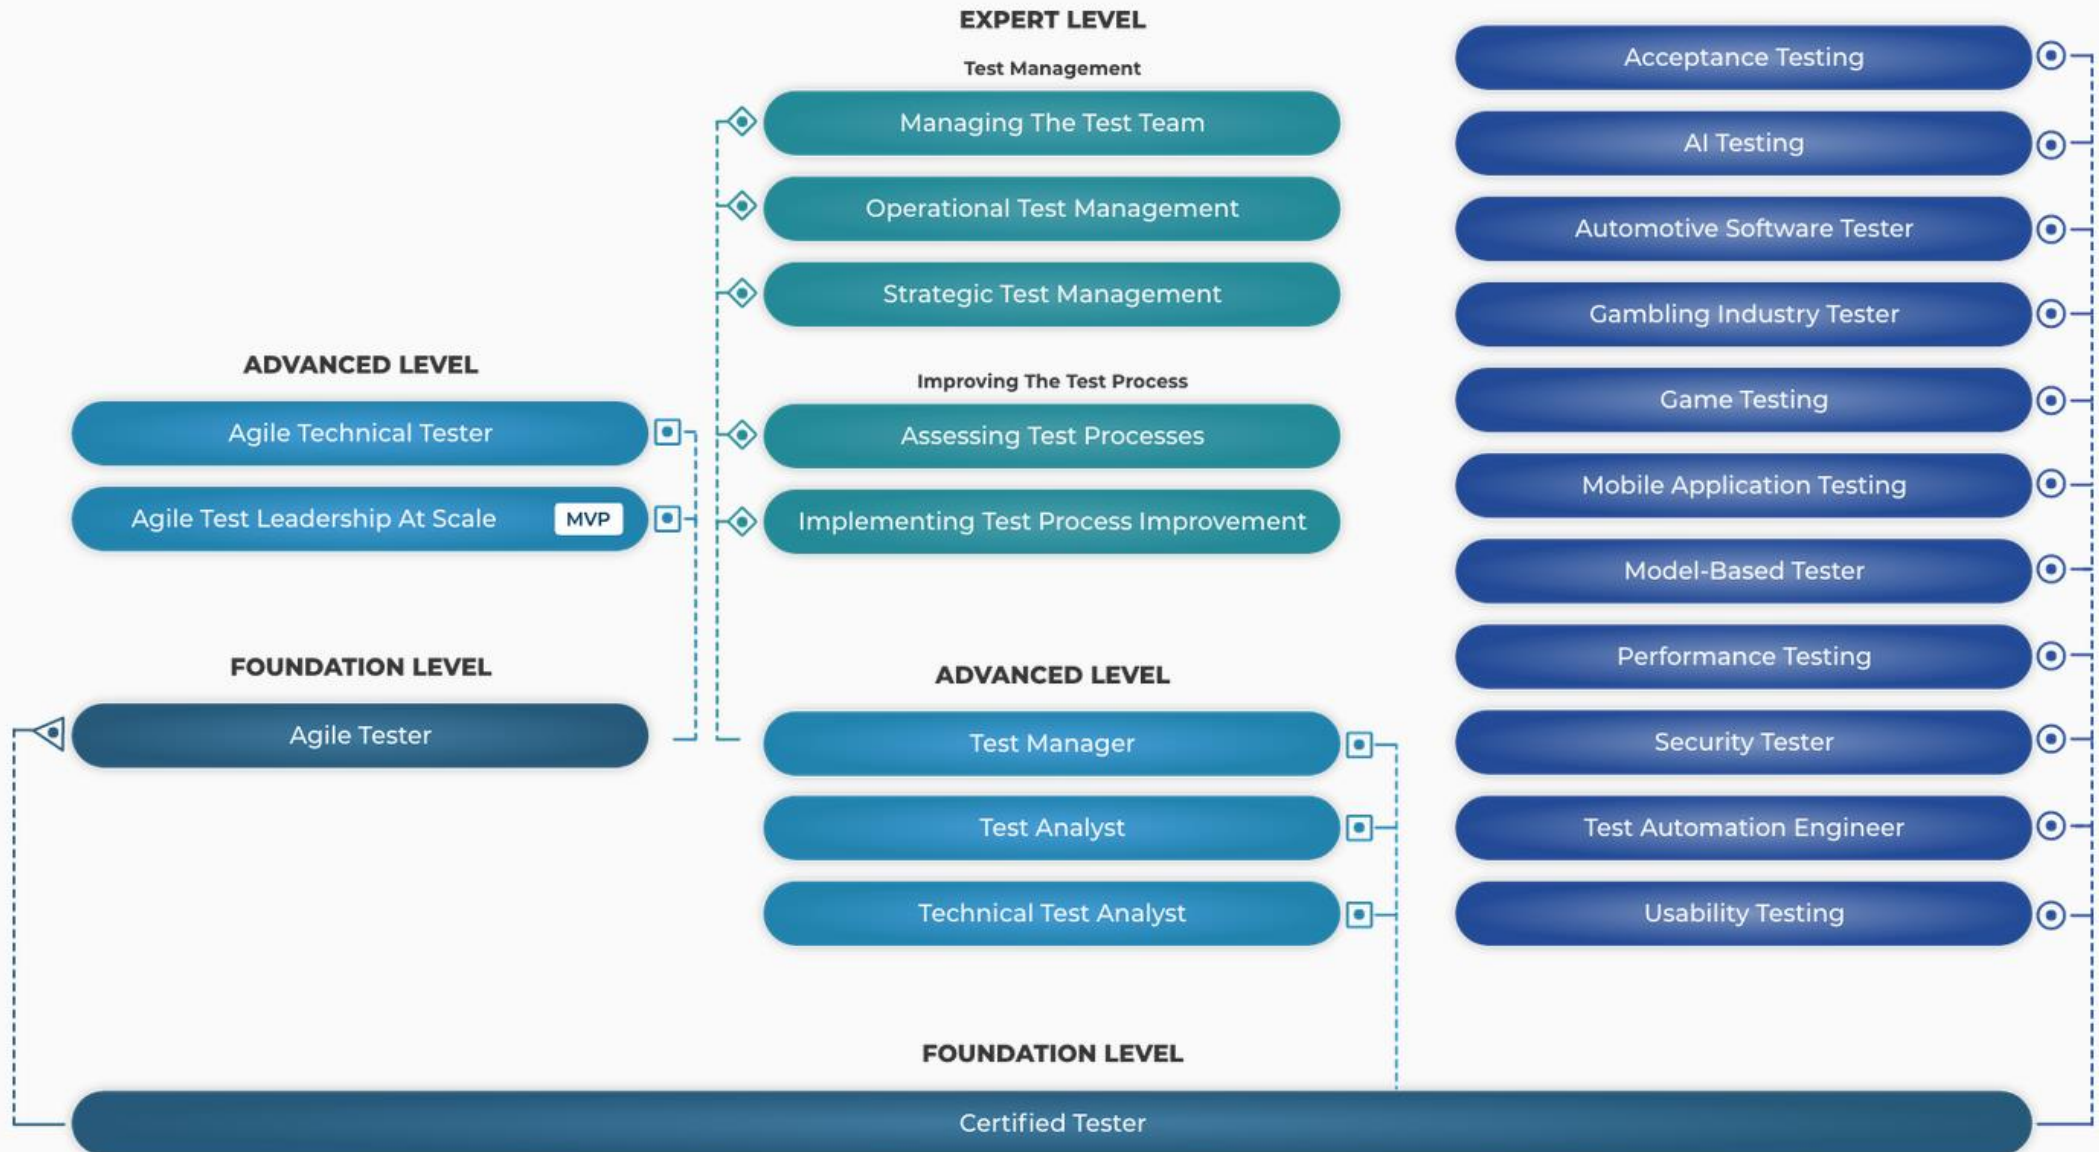 EXPERT LEVEL
Test Management
Managing The Test Team
Operational Test Management
Strategic Test Management
Improving The Test Process
Assessing Test Processes
Implementing Test Process Improvement
ADVANCED LEVEL
Agile Technical Tester
Agile Test Leadership At Scale MVP
FOUNDATION LEVEL
Agile Tester
ADVANCED LEVEL
Test Manager
Test Analyst
Technical Test Analyst
Acceptance Testing
AI Testing
Automotive Software Tester
Gambling Industry Tester
Game Testing
Mobile Application Testing
Model-Based Tester
Performance Testing
Security Tester
Test Automation Engineer
Usability Testing
FOUNDATION LEVEL
Certified Tester